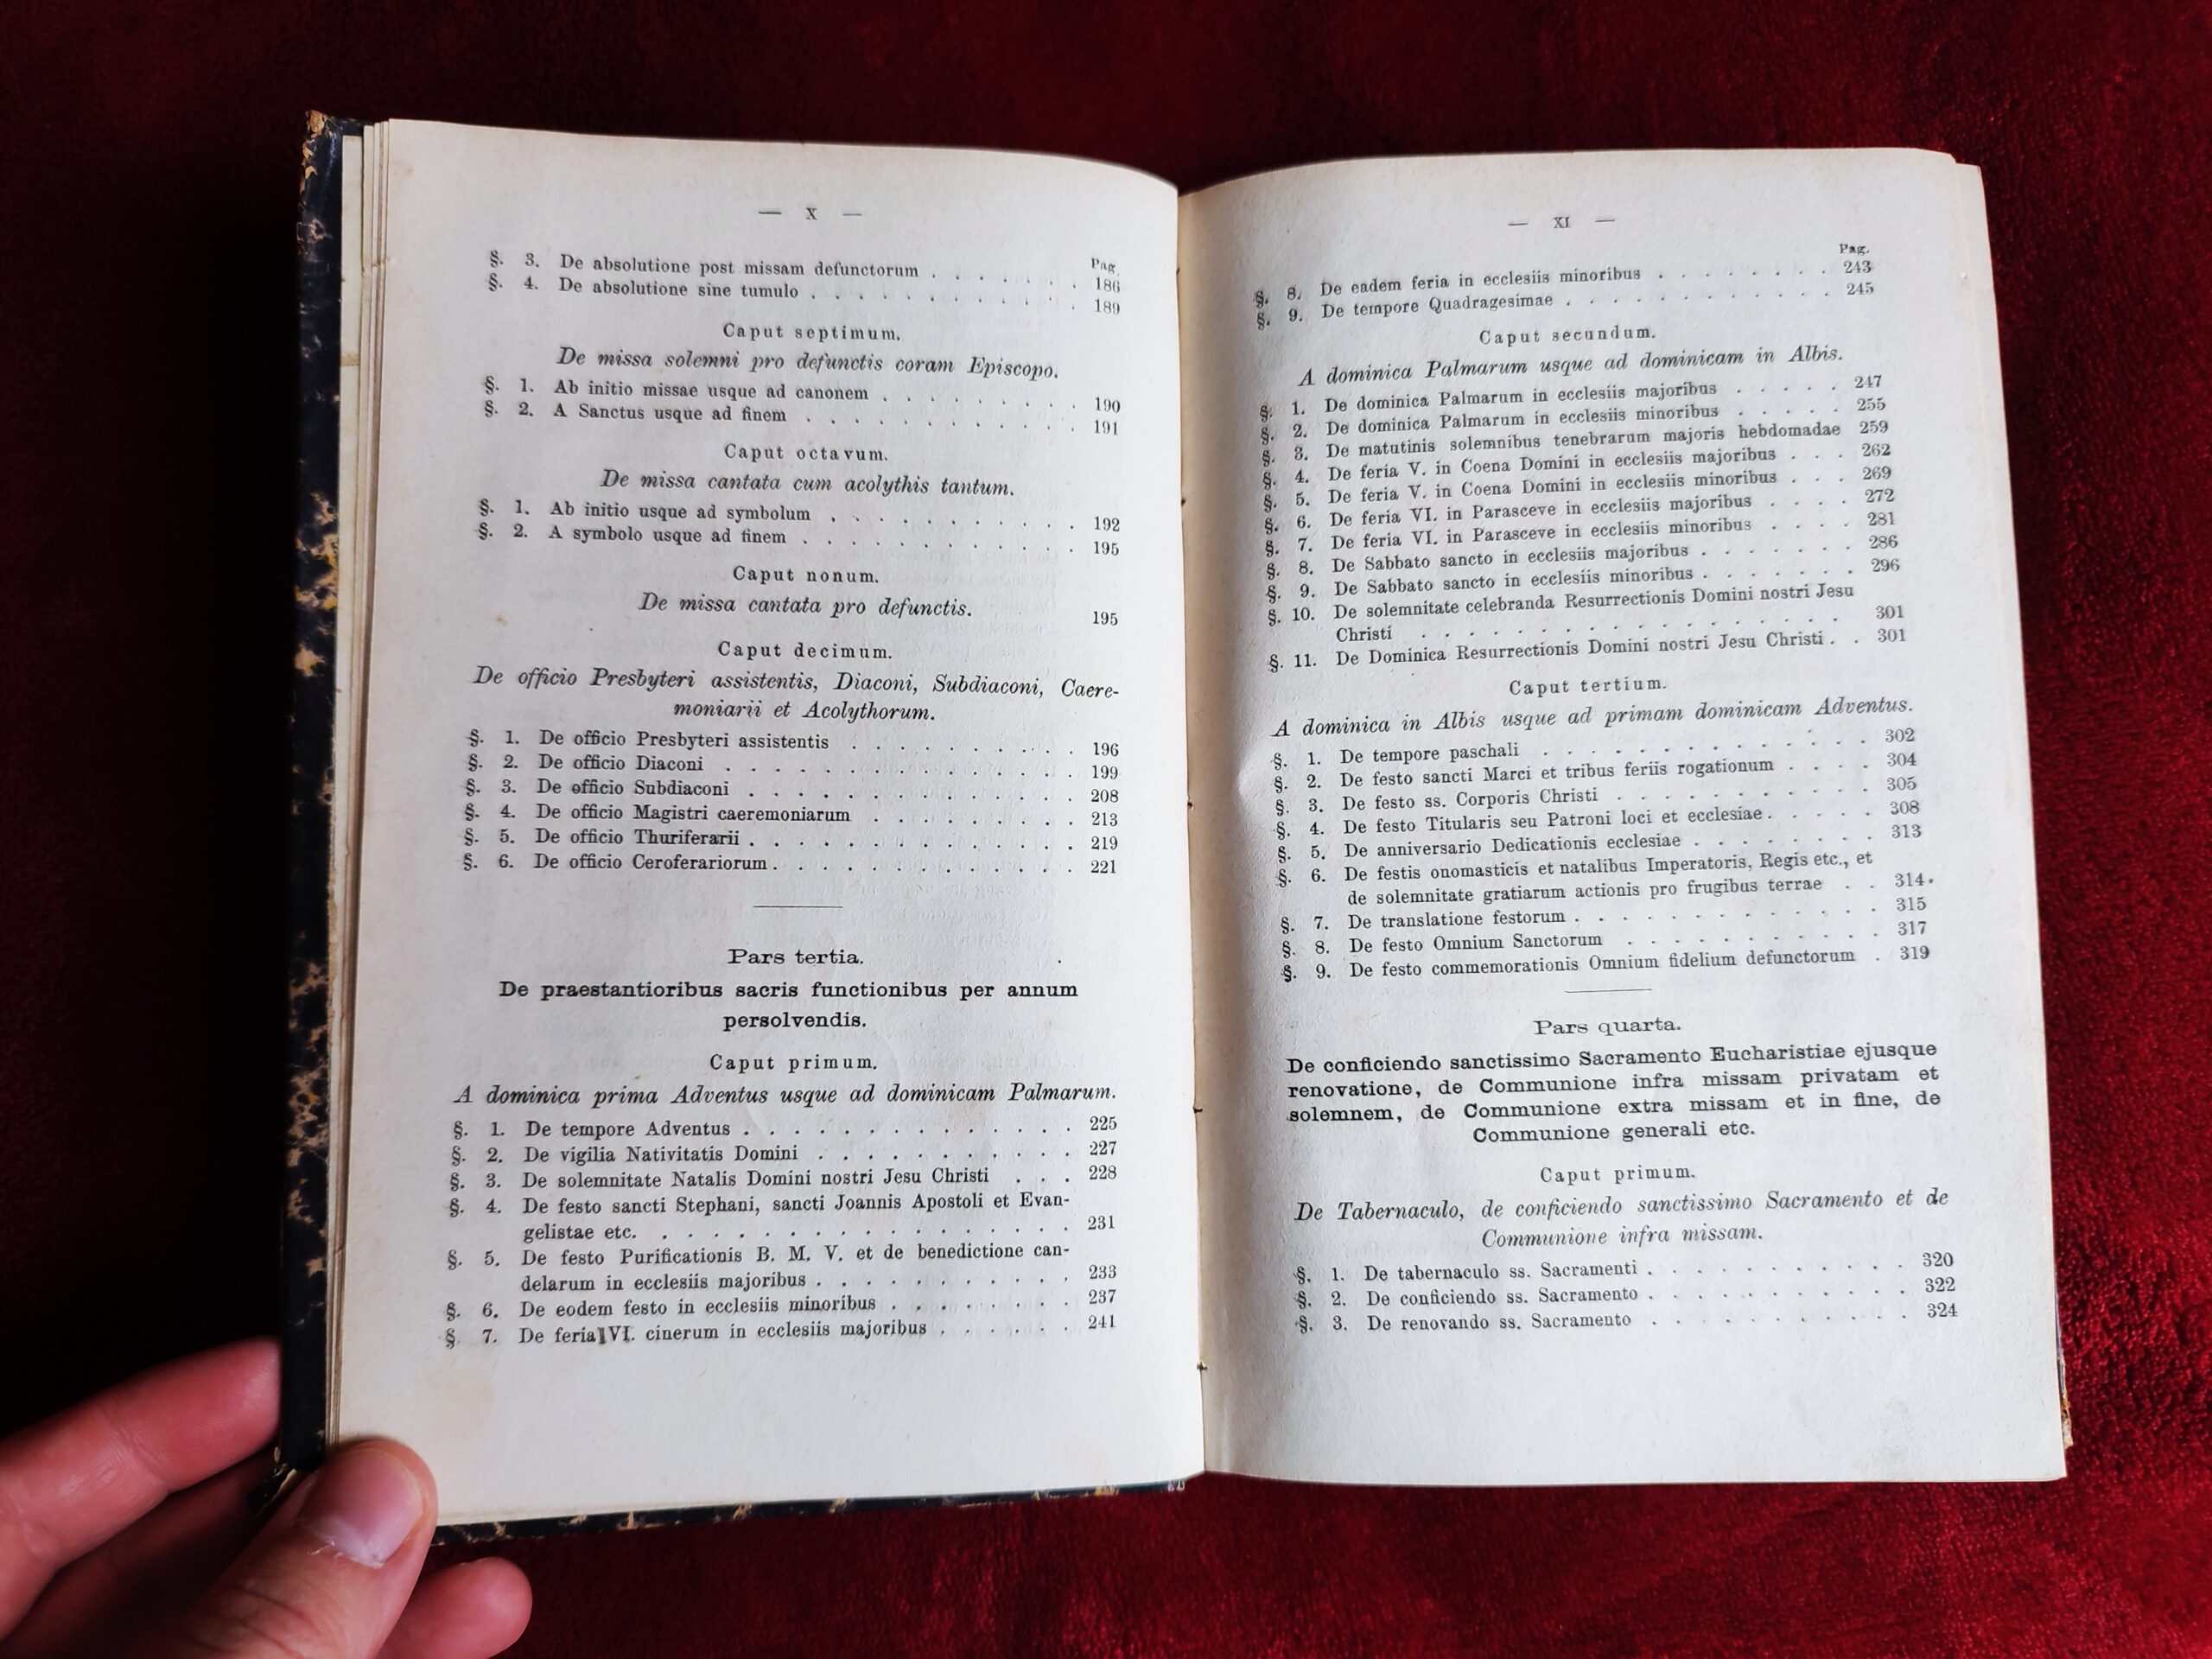 — X —
Pag.
§. 3. De absolutione post missam defunctorum . . . . . . . 186
§. 4. De absolutione sine tumulo . . . . . . . . . . . . 189
Caput septimum.
De missa solemni pro defunctis coram Episcopo.
§. 1. Ab initio missae usque ad canonem . . . . . . . . . 190
§. 2. A Sanctus usque ad finem . . . . . . . . . . . . 191
Caput octavum.
De missa cantata cum acolythis tantum.
§. 1. Ab initio usque ad symbolum . . . . . . . . . . . 192
§. 2. A symbolo usque ad finem . . . . . . . . . . . . 195
Caput nonum.
De missa cantata pro defunctis. 195
Caput decimum.
De officio Presbyteri assistentis, Diaconi, Subdiaconi, Caere-
moniarii et Acolythorum.
§. 1. De officio Presbyteri assistentis . . . . . . . . . . 196
§. 2. De officio Diaconi . . . . . . . . . . . . . . . 199
§. 3. De officio Subdiaconi . . . . . . . . . . . . . . 208
§. 4. De officio Magistri caeremoniarum . . . . . . . . . 213
§. 5. De officio Thuriferarii . . . . . . . . . . . . . . 219
§. 6. De officio Ceroferariorum . . . . . . . . . . . . . 221
Pars tertia.
De praestantioribus sacris functionibus per annum
persolvendis.
Caput primum.
A dominica prima Adventus usque ad dominicam Palmarum.
§. 1. De tempore Adventus . . . . . . . . . . . . . . 225
§. 2. De vigilia Nativitatis Domini . . . . . . . . . . . 227
§. 3. De solemnitate Natalis Domini nostri Jesu Christi . . . 228
§. 4. De festo sancti Stephani, sancti Joannis Apostoli et Evan-
gelistae etc. . . . . . . . . . . . . . . . . . 231
§. 5. De festo Purificationis B. M. V. et de benedictione can-
delarum in ecclesiis majoribus . . . . . . . . . . . 233
§. 6. De eodem festo in ecclesiis minoribus . . . . . . . . 237
§. 7. De feria VI. cinerum in ecclesiis majoribus . . . . . . 241
— XI —
Pag.
§. 8. De eadem feria in ecclesiis minoribus . . . . . . . . 243
§. 9. De tempore Quadragesimae . . . . . . . . . . . . 245
Caput secundum.
A dominica Palmarum usque ad dominicam in Albis.
§. 1. De dominica Palmarum in ecclesiis majoribus . . . . . 247
§. 2. De dominica Palmarum in ecclesiis minoribus . . . . . 255
§. 3. De matutinis solemnibus tenebrarum majoris hebdomadae 259
§. 4. De feria V. in Coena Domini in ecclesiis majoribus . . . 262
§. 5. De feria V. in Coena Domini in ecclesiis minoribus . . . 269
§. 6. De feria VI. in Parasceve in ecclesiis majoribus . . . . 272
§. 7. De feria VI. in Parasceve in ecclesiis minoribus . . . . 281
§. 8. De Sabbato sancto in ecclesiis majoribus . . . . . . . 286
§. 9. De Sabbato sancto in ecclesiis minoribus . . . . . . . 296
§. 10. De solemnitate celebranda Resurrectionis Domini nostri Jesu
Christi . . . . . . . . . . . . . . . . . 301
§. 11. De Dominica Resurrectionis Domini nostri Jesu Christi . . 301
Caput tertium.
A dominica in Albis usque ad primam dominicam Adventus.
§. 1. De tempore paschali . . . . . . . . . . . . . 302
§. 2. De festo sancti Marci et tribus feriis rogationum . . . . 304
§. 3. De festo ss. Corporis Christi . . . . . . . . . . . 305
§. 4. De festo Titularis seu Patroni loci et ecclesiae . . . . . 308
§. 5. De anniversario Dedicationis ecclesiae . . . . . . . . 313
§. 6. De festis onomasticis et natalibus Imperatoris, Regis etc., et
de solemnitate gratiarum actionis pro frugibus terrae . . 314
§. 7. De translatione festorum . . . . . . . . . . . . . 315
§. 8. De festo Omnium Sanctorum . . . . . . . . . . . 317
§. 9. De festo commemorationis Omnium fidelium defunctorum . 319
Pars quarta.
De conficiendo sanctissimo Sacramento Eucharistiae ejusque
renovatione, de Communione infra missam privatam et
solemnem, de Communione extra missam et in fine, de
Communione generali etc.
Caput primum.
De Tabernaculo, de conficiendo sanctissimo Sacramento et de
Communione infra missam.
§. 1. De tabernaculo ss. Sacramenti . . . . . . . . . . . 320
§. 2. De conficiendo ss. Sacramento . . . . . . . . . . . 322
§. 3. De renovando ss. Sacramento . . . . . . . . . . . 324